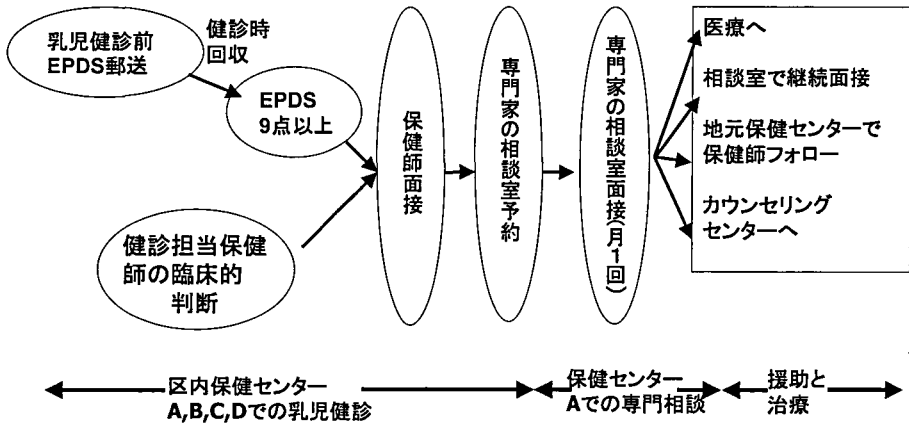 乳児健診前
EPDS郵送
健診時
回収
EPDS
9点以上
健診担当保健
師の臨床的
判断
保健師面接
専門家の相談室予約
専門家の相談室面接(月1回)
医療へ
相談室で継続面接
地元保健センターで
保健師フォロー
カウンセリング
センターへ
区内保健センター
A,B,C,Dでの乳児健診
保健センター
Aでの専門相談
援助と
治療